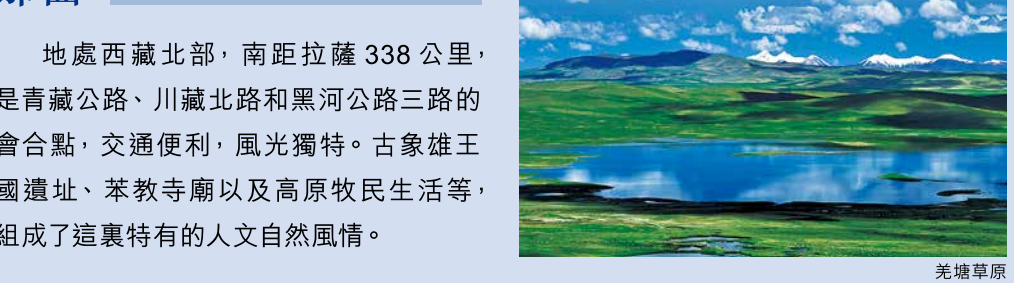 地處西藏北部，南距拉薩 338 公里，
是青藏公路、川藏北路和黑河公路三路的
會合點，交通便利，風光獨特。古象雄王
國遺址、苯教寺廟以及高原牧民生活等，
組成了這裏特有的人文自然風情。
羌塘草原